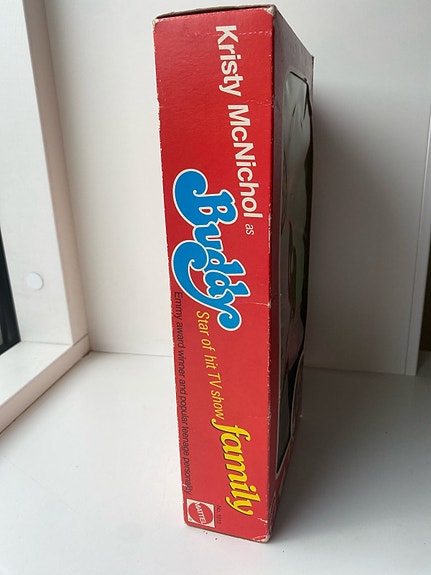 Kristy McNichol as
Buddy
Star of hit TV show family
Emmy award winner and popular teenage personality
MATTEL